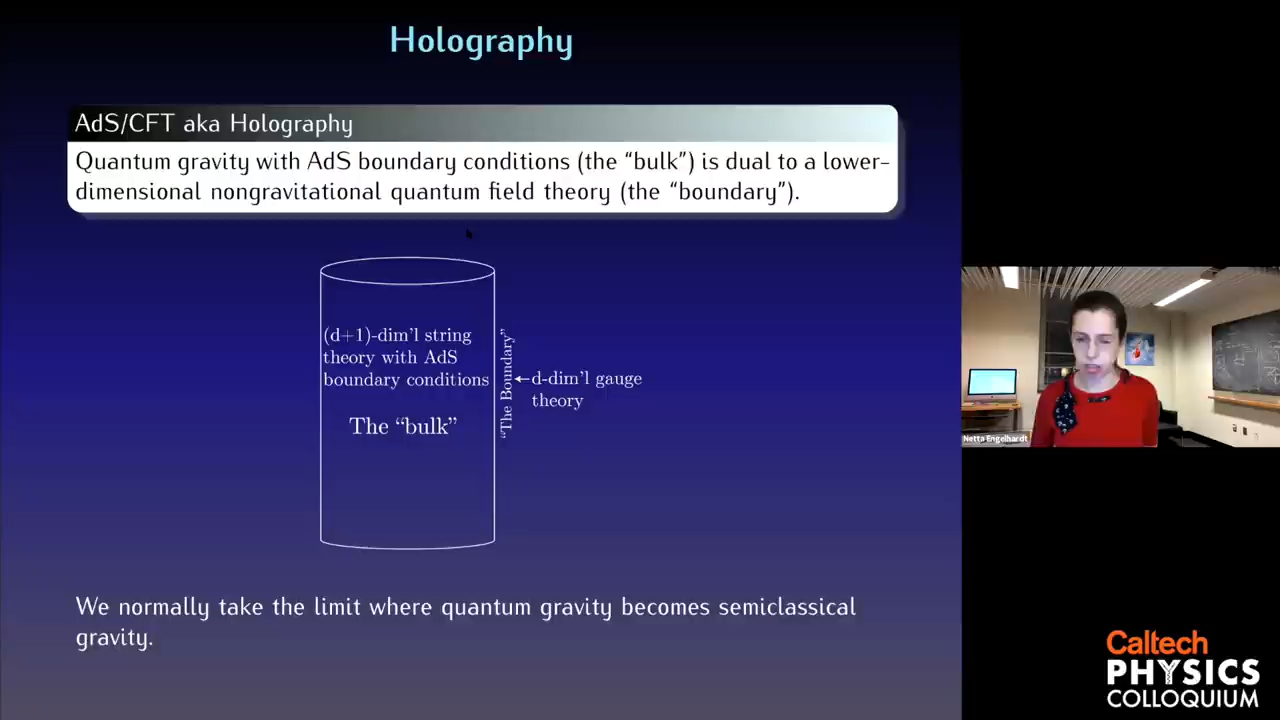 Holography
AdS/CFT aka Holography
Quantum gravity with AdS boundary conditions (the “bulk”) is dual to a lower-
dimensional nongravitational quantum field theory (the “boundary”).
(d+1)-dim’l string
theory with AdS
boundary conditions
The “bulk”
“The Boundary”
d-dim’l gauge
theory
We normally take the limit where quantum gravity becomes semiclassical
gravity.
Netta Engelhardt
Caltech
PHYSICS
COLLOQUIUM